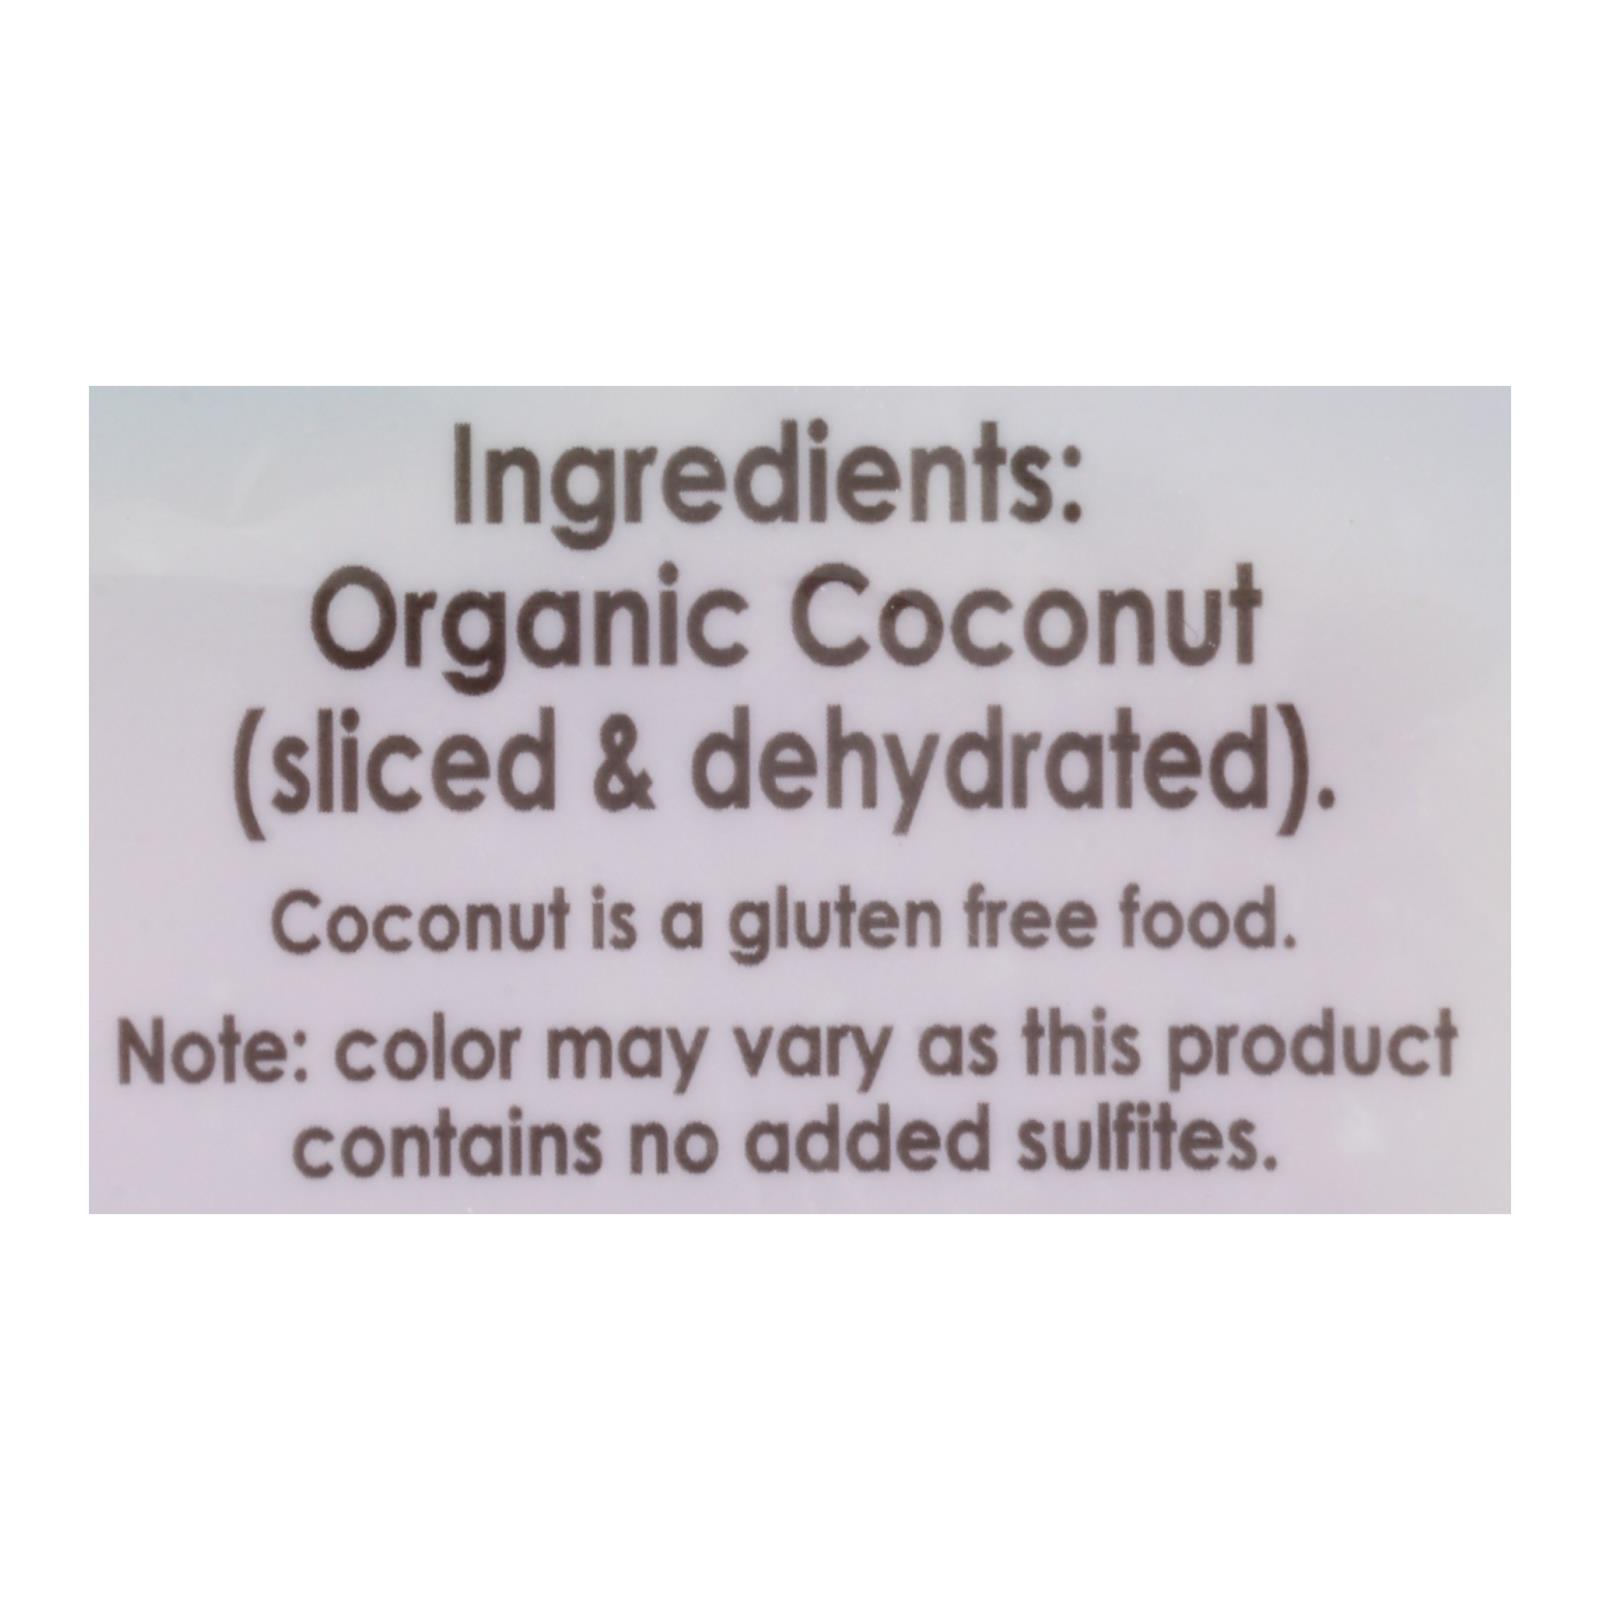 Ingredients:
Organic Coconut
(sliced & dehydrated).
Coconut is a gluten free food.
Note: color may vary as this product
contains no added sulfites.